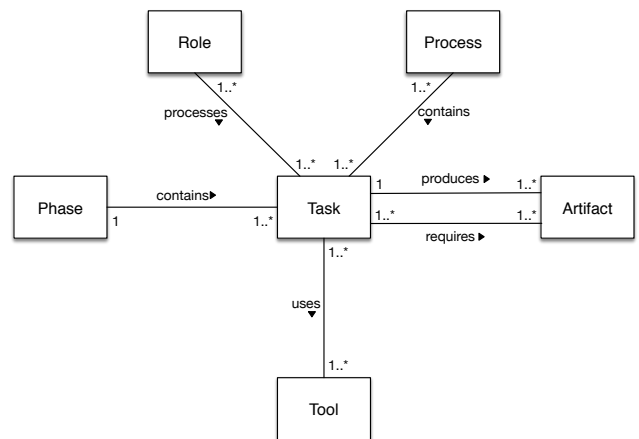 Role
Process
1..*
1..*
processes
contains
1..*
1..*
Phase
contains
1
1..*
Task
1
produces
1..*
1..*
requires
1..*
Artifact
1..*
uses
1..*
Tool